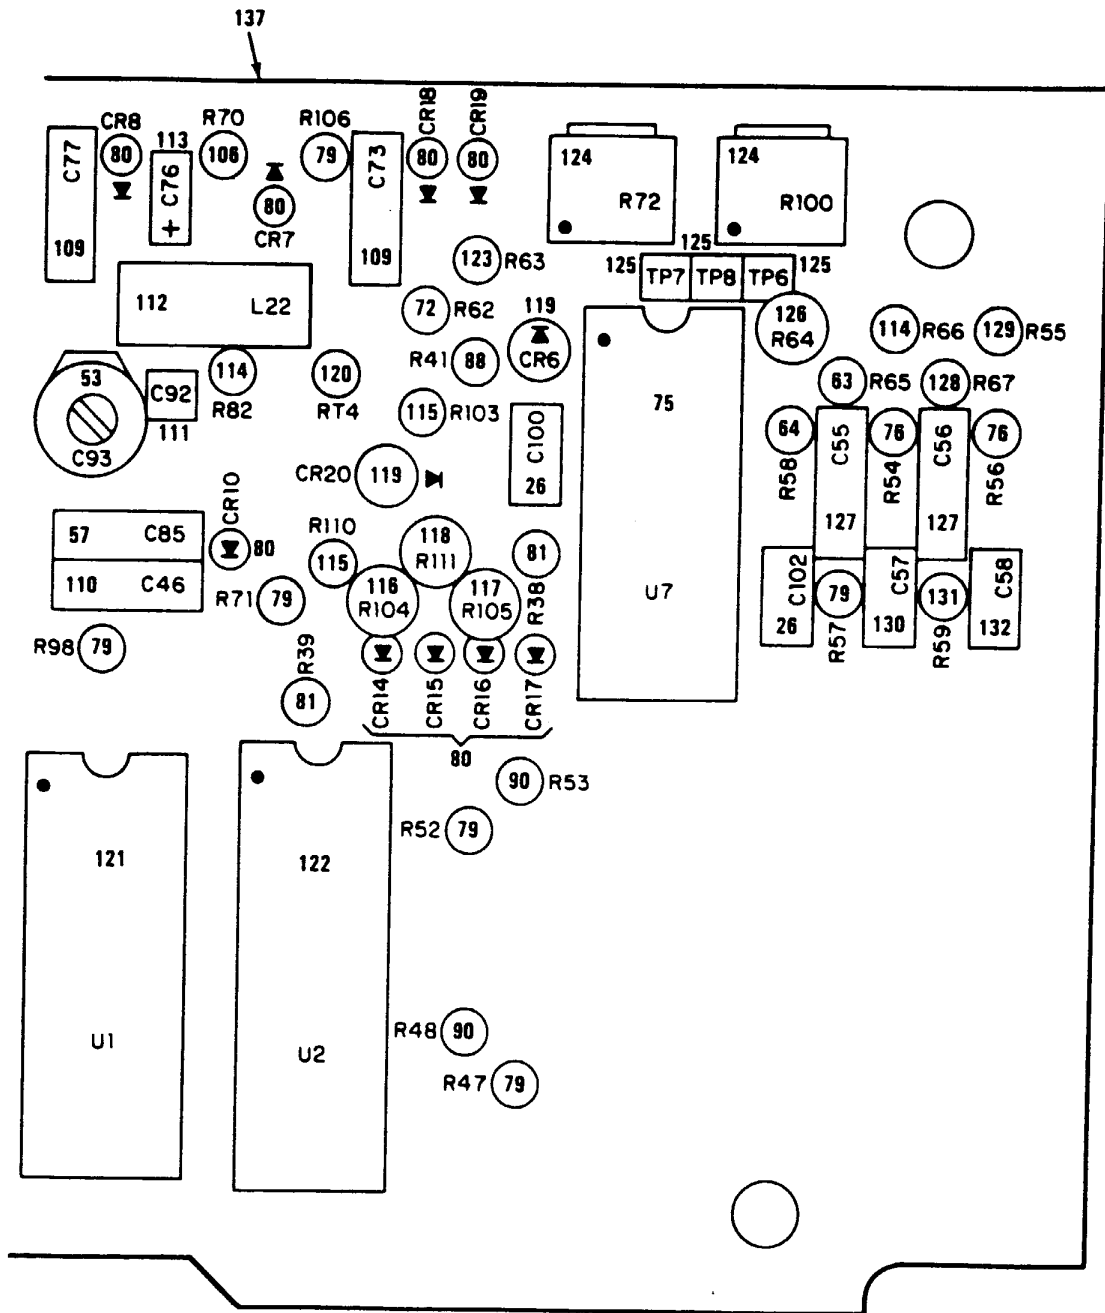 137
CR8
R70
R106
CR18
CR19
113
C77
80
C76
+
106
79
C73
80
80
124
R72
124
R100
80
CR7
109
109
123 R63
125
125 TP7 TP8 TP6 125
112 L22
72 R62
119
CR6
126
R64
114 R66
129 R55
R41 88
114
R82
120
RT4
53
C93
C92
111
115 R103
63 R65
128 R67
75
U7
C100
26
64
R58
C55
127
76
R54
C56
127
76
R56
CR20 119
CR10
80
57 C85
110 C46
R110
115
118
R111
81
R38
R71 79
116
R104
117
R105
C102
26
79
R57
C57
130
131
R59
C58
132
R98 79
R39
81
CR14
CR15
CR16
CR17
80
90 R53
R52 79
121
U1
122
U2
R48 90
R47 79